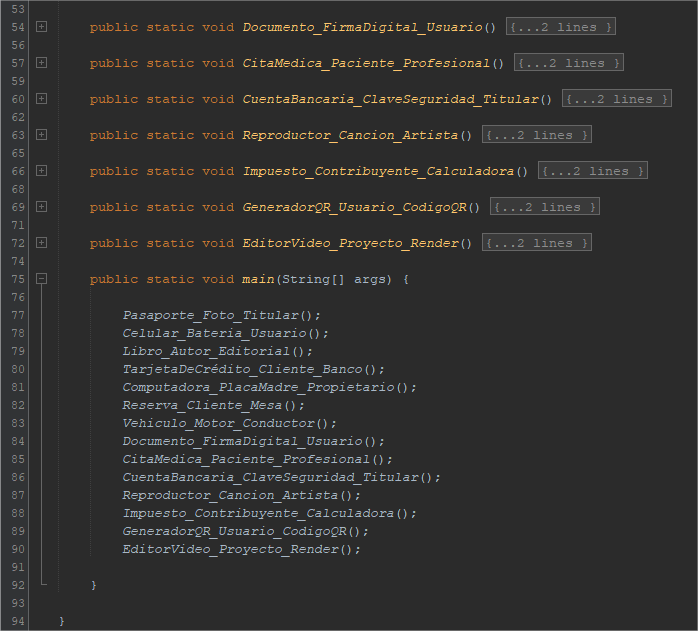 53
54 public static void Documento_FirmaDigital_Usuario() {...2 lines }
56
57 public static void CitaMedica_Paciente_Profesional() {...2 lines }
59
60 public static void CuentaBancaria_ClaveSeguridad_Titular() {...2 lines }
62
63 public static void Reproductor_Cancion_Artista() {...2 lines }
65
66 public static void Impuesto_Contribuyente_Calculadora() {...2 lines }
68
69 public static void GeneradorQR_Usuario_CodigoQR() {...2 lines }
71
72 public static void EditorVideo_Proyecto_Render() {...2 lines }
74
75 public static void main(String[] args) {
76
77 Pasaporte_Foto_Titular();
78 Celular_Bateria_Usuario();
79 Libro_Autor_Editorial();
80 TarjetaDeCrédito_Cliente_Banco();
81 Computadora_PlacaMadre_Propietario();
82 Reserva_Cliente_Mesa();
83 Vehiculo_Motor_Conductor();
84 Documento_FirmaDigital_Usuario();
85 CitaMedica_Paciente_Profesional();
86 CuentaBancaria_ClaveSeguridad_Titular();
87 Reproductor_Cancion_Artista();
88 Impuesto_Contribuyente_Calculadora();
89 GeneradorQR_Usuario_CodigoQR();
90 EditorVideo_Proyecto_Render();
91
92 }
93
94 }